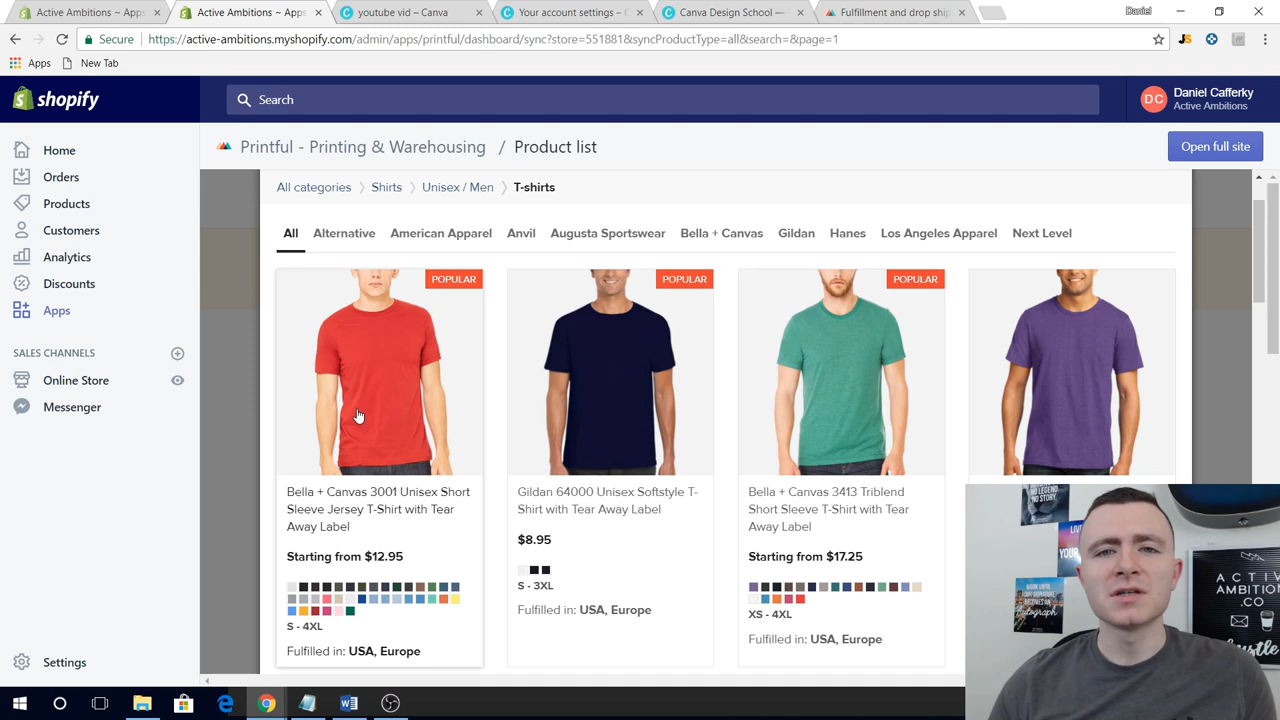 Active Ambitions ~ Apps
Active Ambitions ~ Apps
youtube vid – Canva
Your account settings – C
Canva Design School —
Fulfillment and drop ship
Daniel
Secure
https://active-ambitions.myshopify.com/admin/apps/printful/dashboard/sync?store=551881&syncProductType=all&search=&page=1
JS
Apps
New Tab
shopify
Search
DC
Daniel Cafferky
Active Ambitions
Home
Orders
Products
Customers
Analytics
Discounts
Apps
SALES CHANNELS
Online Store
Messenger
Settings
Printful - Printing & Warehousing / Product list
Open full site
All categories
Shirts
Unisex / Men
T-shirts
All
Alternative
American Apparel
Anvil
Augusta Sportswear
Bella + Canvas
Gildan
Hanes
Los Angeles Apparel
Next Level
POPULAR
Bella + Canvas 3001 Unisex Short
Sleeve Jersey T-Shirt with Tear
Away Label
Starting from $12.95
S - 4XL
Fulfilled in: USA, Europe
POPULAR
Gildan 64000 Unisex Softstyle T-
Shirt with Tear Away Label
$8.95
S - 3XL
Fulfilled in: USA, Europe
POPULAR
Bella + Canvas 3413 Triblend
Short Sleeve T-Shirt with Tear
Away Label
Starting from $17.25
XS - 4XL
Fulfilled in: USA, Europe
ACTIVE
AMBITION
.CO
hustle